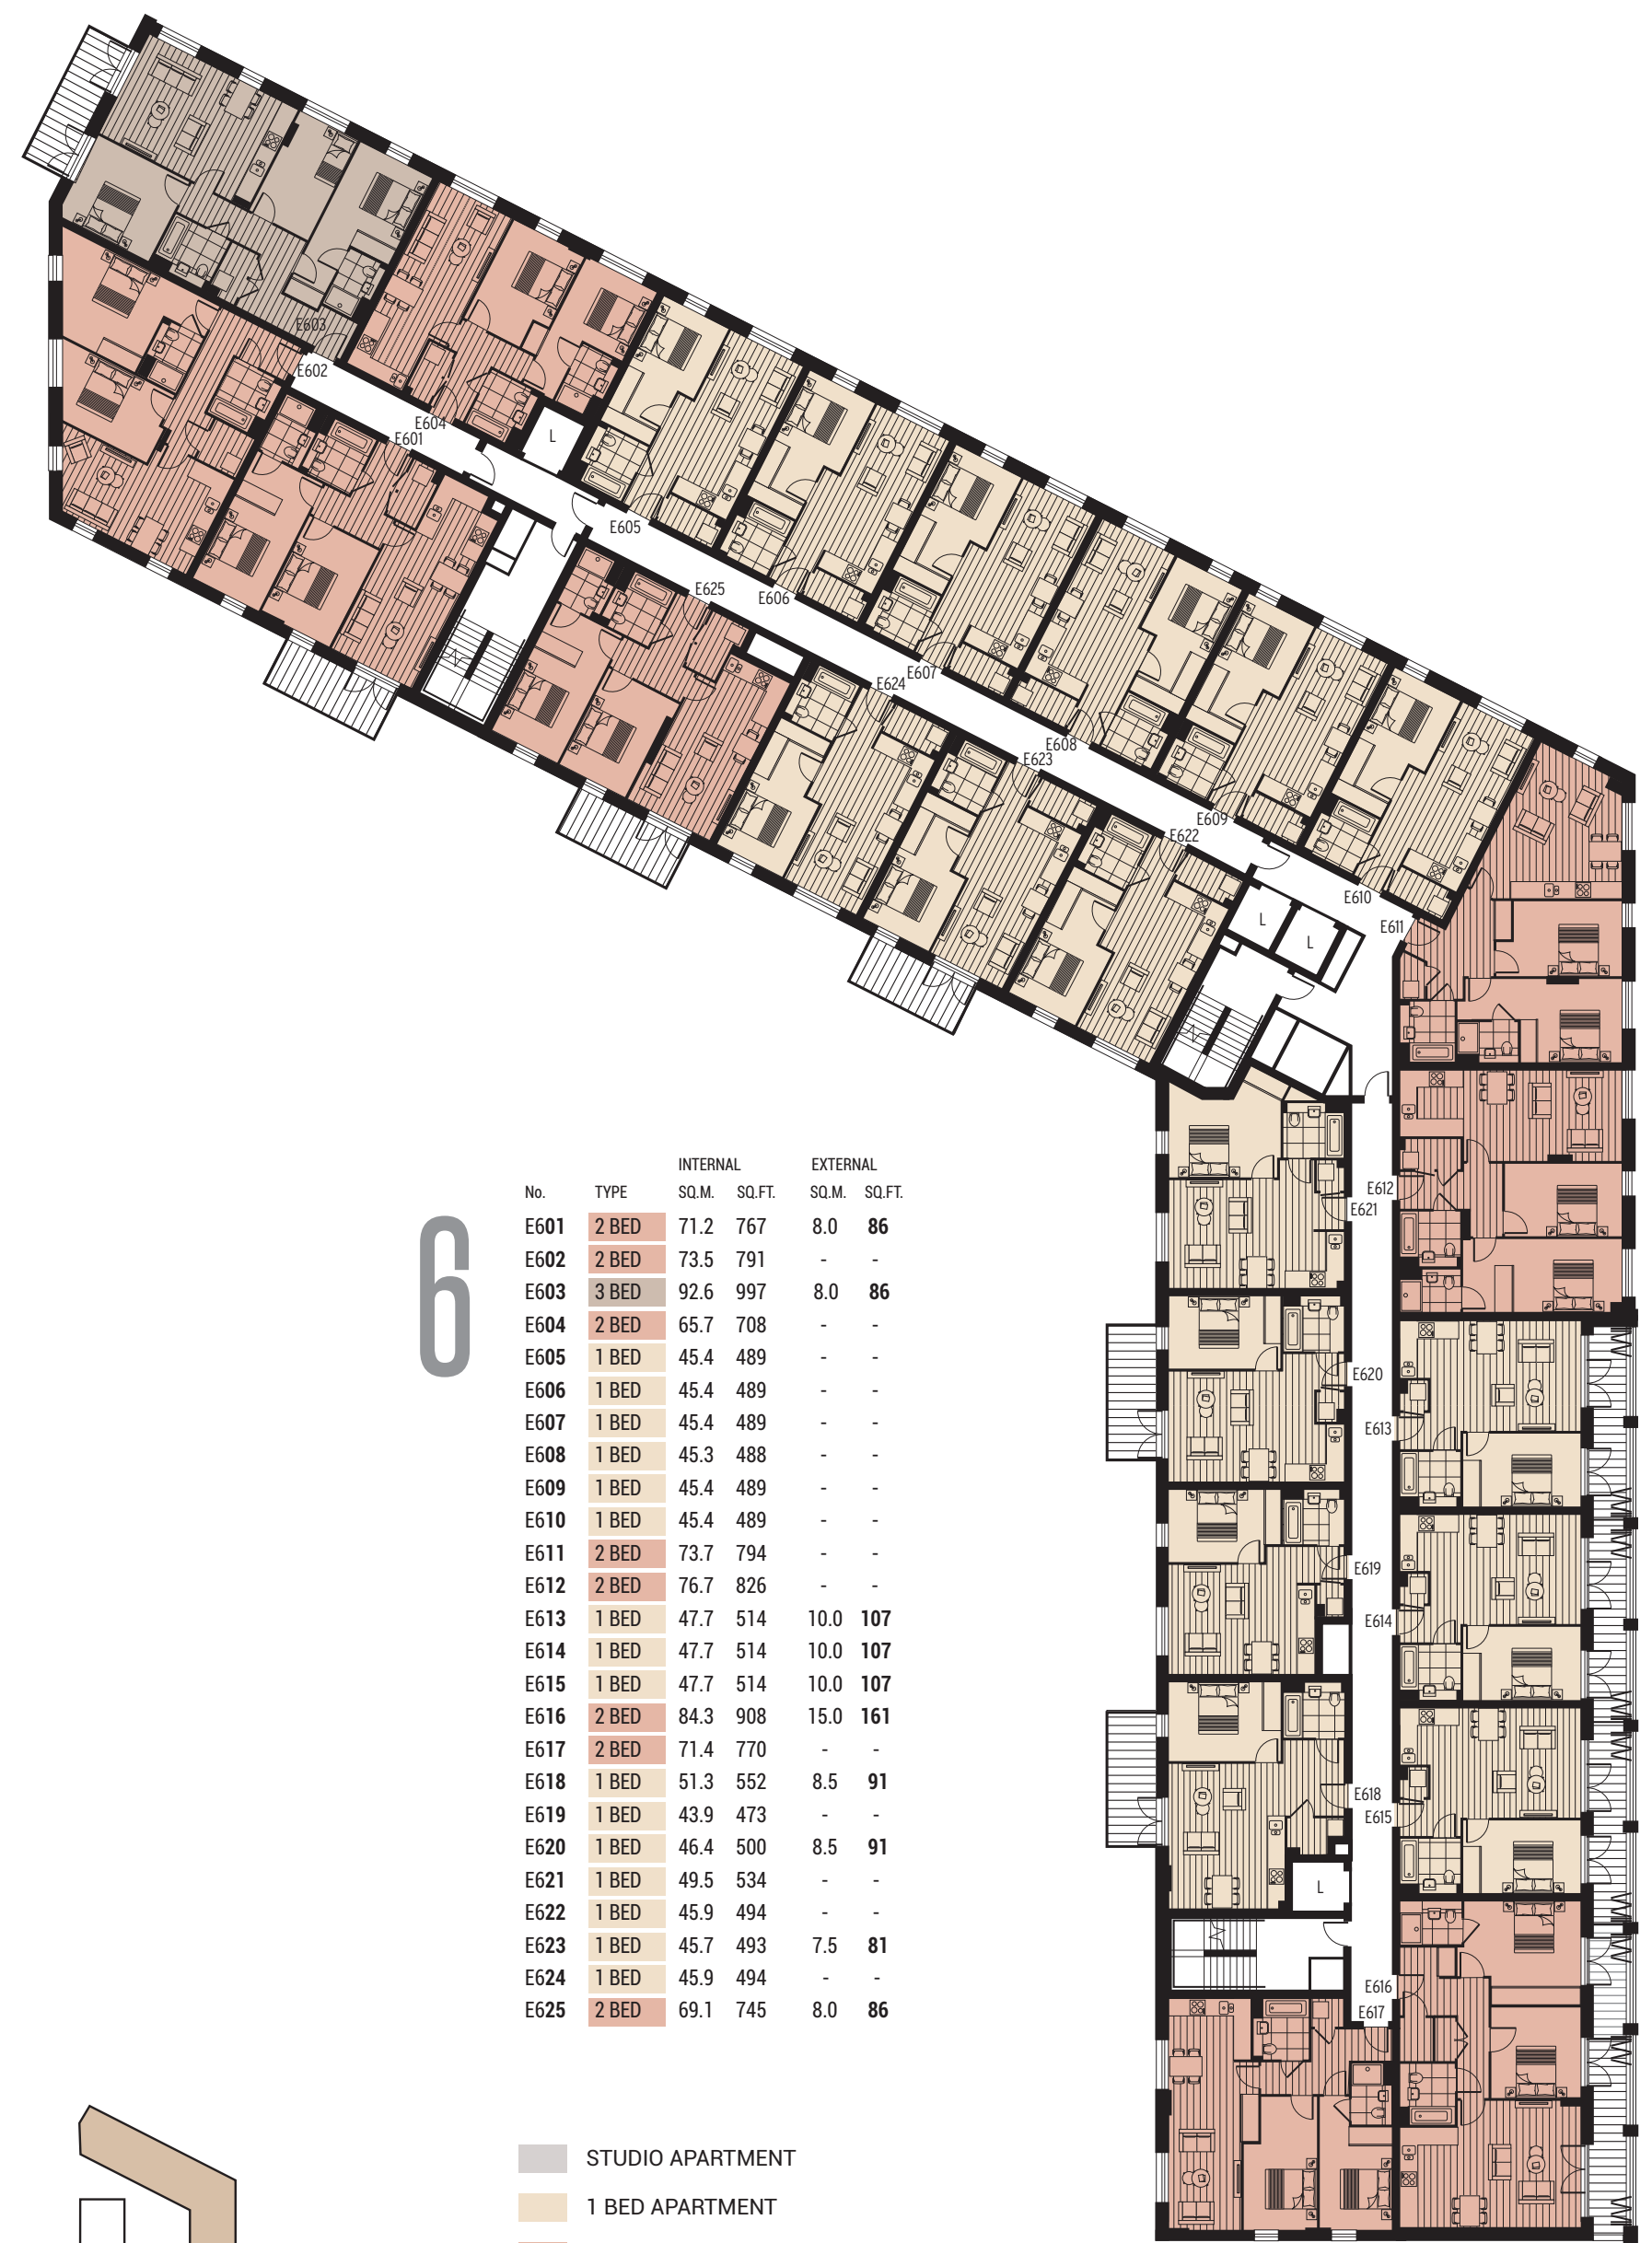 E603
E602
E604
E601
L
E605
E625
E606
E607
E624
E608
E623
E609
E622
E610
L
L
E611
E612
E621
E620
E613
E619
E614
E618
E615
L
E616
E617
6
INTERNAL EXTERNAL
No. TYPE SQ.M. SQ.FT. SQ.M. SQ.FT.
E601 2 BED 71.2 767 8.0 86
E602 2 BED 73.5 791 - -
E603 3 BED 92.6 997 8.0 86
E604 2 BED 65.7 708 - -
E605 1 BED 45.4 489 - -
E606 1 BED 45.4 489 - -
E607 1 BED 45.4 489 - -
E608 1 BED 45.3 488 - -
E609 1 BED 45.4 489 - -
E610 1 BED 45.4 489 - -
E611 2 BED 73.7 794 - -
E612 2 BED 76.7 826 - -
E613 1 BED 47.7 514 10.0 107
E614 1 BED 47.7 514 10.0 107
E615 1 BED 47.7 514 10.0 107
E616 2 BED 84.3 908 15.0 161
E617 2 BED 71.4 770 - -
E618 1 BED 51.3 552 8.5 91
E619 1 BED 43.9 473 - -
E620 1 BED 46.4 500 8.5 91
E621 1 BED 49.5 534 - -
E622 1 BED 45.9 494 - -
E623 1 BED 45.7 493 7.5 81
E624 1 BED 45.9 494 - -
E625 2 BED 69.1 745 8.0 86
STUDIO APARTMENT
1 BED APARTMENT